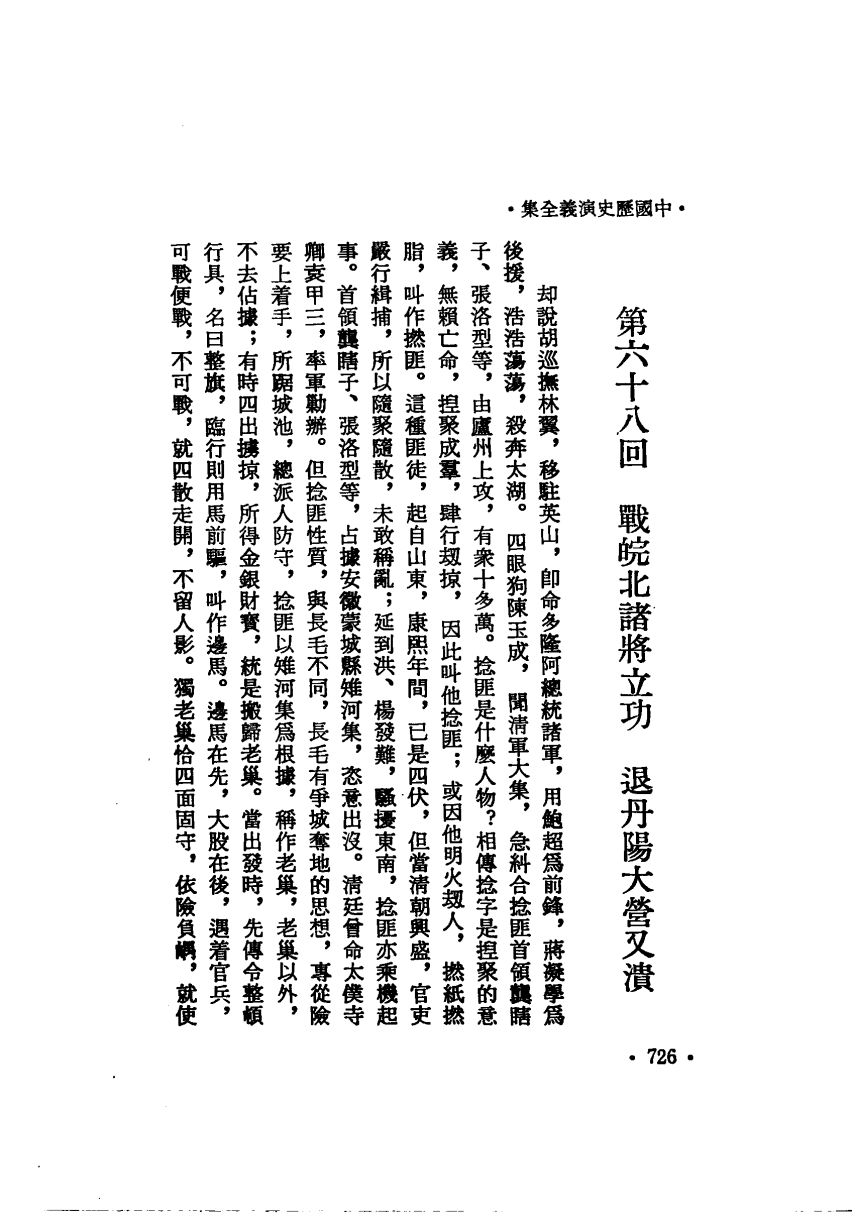 •中國歷史演義全集•
第六十八回　戰皖北諸將立功　退丹陽大營又潰
却說胡巡撫林翼，移駐英山，卽命多隆阿總統諸軍，用鮑超爲前鋒，蔣凝學爲
後援，浩浩蕩蕩，殺奔太湖。四眼狗陳玉成，聞清軍大集，急糾合捻匪首領龔瞎
子、張洛型等，由廬州上攻，有衆十多萬。捻匪是什麼人物？相傳捻字是揑聚的意
義，無賴亡命，揑聚成羣，肆行刼掠，因此叫他捻匪；或因他明火刼人，撚紙撚
脂，叫作撚匪。這種匪徒，起自山東，康熙年間，已是四伏，但當清朝興盛，官吏
嚴行緝捕，所以隨聚隨散，未敢稱亂；延到洪、楊發難，騷擾東南，捻匪亦乘機起
事。首領龔瞎子、張洛型等，占據安徽蒙城縣雉河集，恣意出沒。清廷曾命太僕寺
卿袁甲三，率軍勦辦。但捻匪性質，與長毛不同，長毛有爭城奪地的思想，專從險
要上着手，所踞城池，總派人防守，捻匪以雉河集爲根據，稱作老巢，老巢以外，
不去佔據；有時四出擄掠，所得金銀財寶，統是搬歸老巢。當出發時，先傳令整頓
行具，名曰整旗，臨行則用馬前驅，叫作邊馬。邊馬在先，大股在後，遇着官兵，
可戰便戰，不可戰，就四散走開，不留人影。獨老巢恰四面固守，依險負嵎，就使
•726•